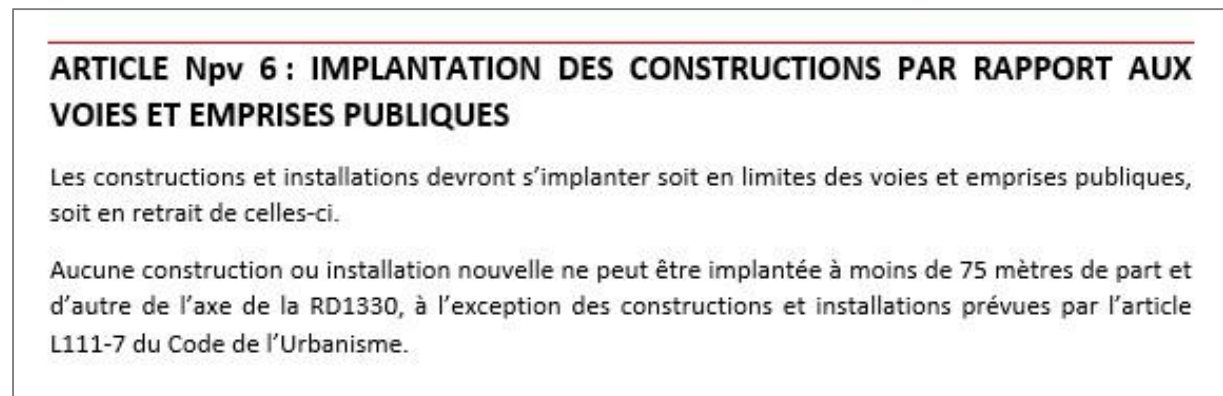 ARTICLE Npv 6 : IMPLANTATION DES CONSTRUCTIONS PAR RAPPORT AUX
VOIES ET EMPRISES PUBLIQUES
Les constructions et installations devront s’implanter soit en limites des voies et emprises publiques,
soit en retrait de celles-ci.
Aucune construction ou installation nouvelle ne peut être implantée à moins de 75 mètres de part et
d’autre de l’axe de la RD1330, à l’exception des constructions et installations prévues par l’article
L111-7 du Code de l’Urbanisme.